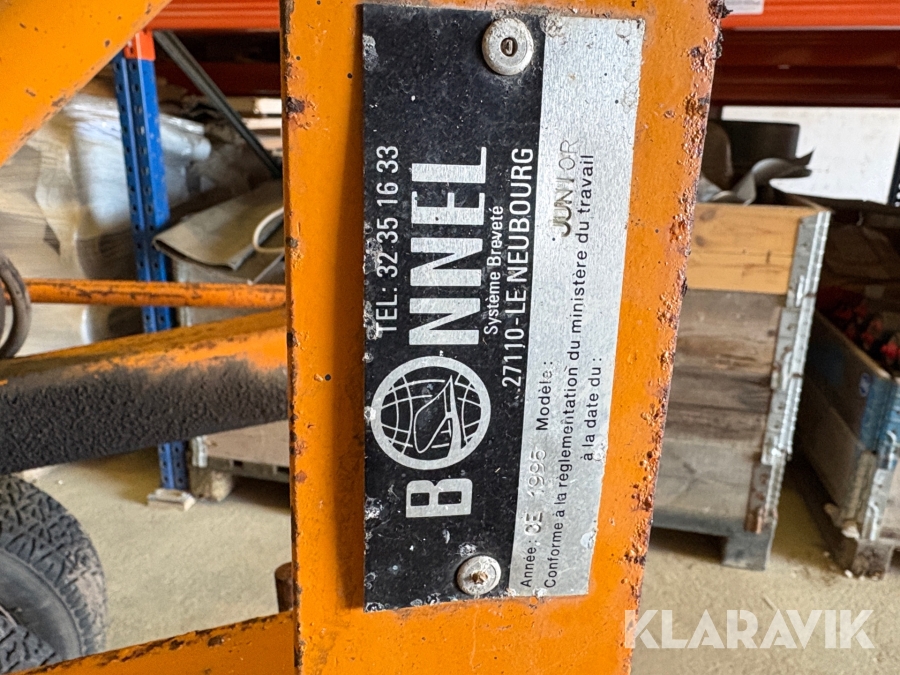 TEL: 32 35 16 33
BONNEL
Système Breveté
27110-LE NEUBOURG
Année: CE 1995 Modèle: JUNIOR
Conforme à la réglementation du ministère du travail
à la date du:
KLARAVIK